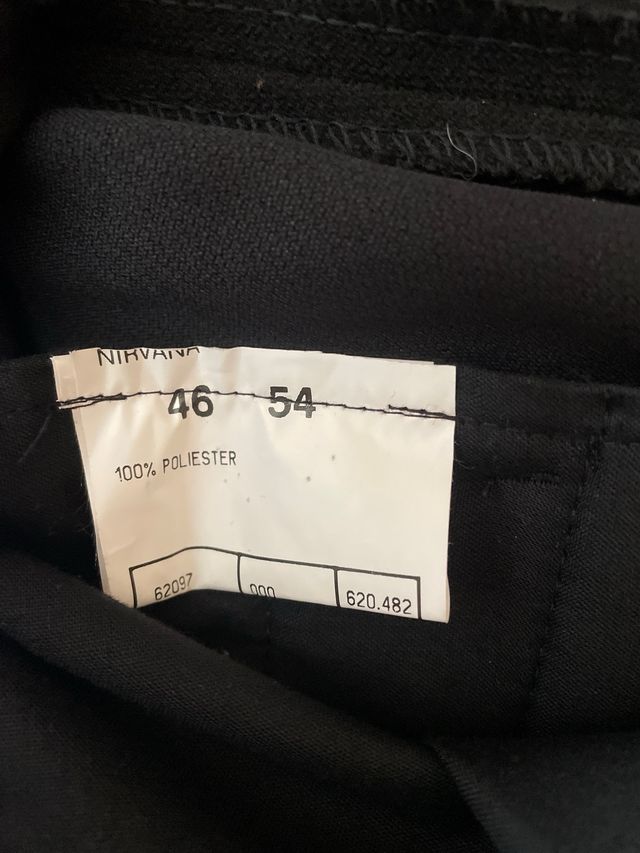 NIRVANA
46 54
100% POLIESTER
62097 000 620.482